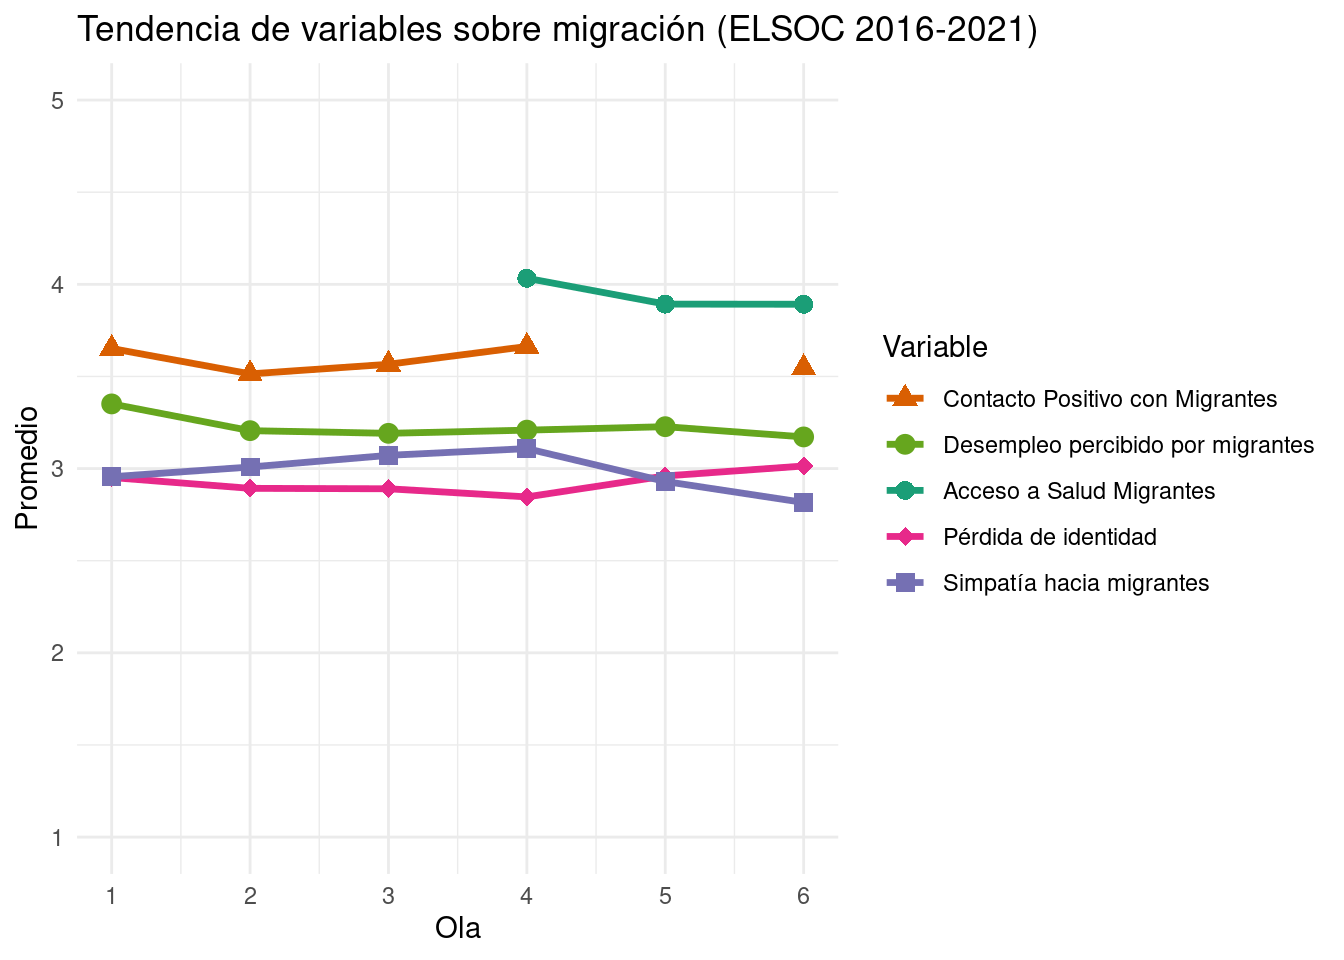 Tendencia de variables sobre migración (ELSOC 2016-2021)
5
4
3
2
1
Promedio
1 2 3 4 5 6
Ola
Variable
Contacto Positivo con Migrantes
Desempleo percibido por migrantes
Acceso a Salud Migrantes
Pérdida de identidad
Simpatía hacia migrantes